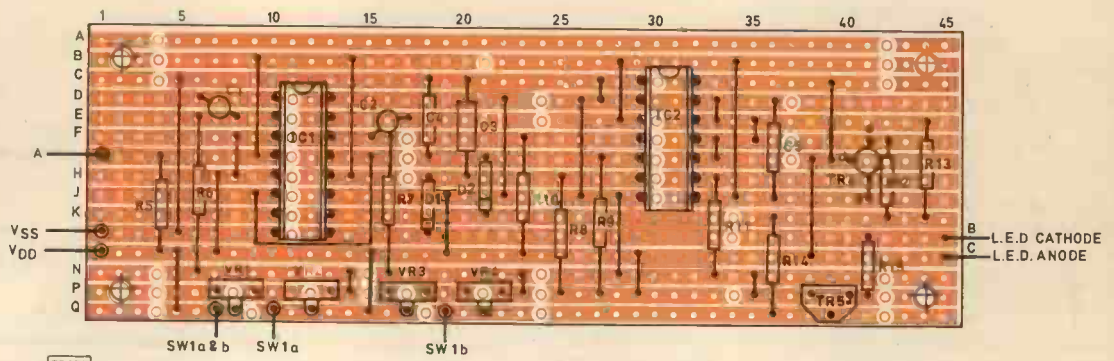 1 5 10 15 20 25 30 35 40 45
A
B
C
D
E
F
H
J
K
N
P
Q
A
VSS
VDD
IC1
C4
D3
IC2
R13
R5
R6
R7
D1
D2
R10
R8
R9
R11
R14
VR3
TR5
B
L.E.D CATHODE
C
L.E.D. ANODE
SW1a & b
SW1a
SW1b